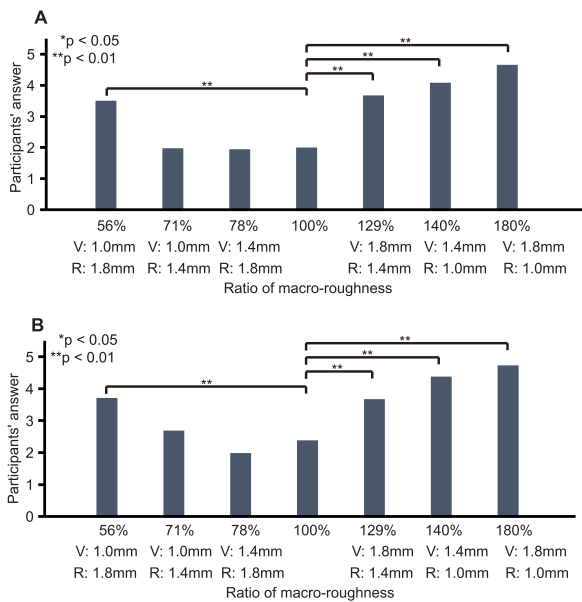 A
*p < 0.05
**p < 0.01
Participants' answer
5
4
3
2
1
0
**
**
**
**
56% 71% 78% 100% 129% 140% 180%
V: 1.0mm V: 1.0mm V: 1.4mm V: 1.8mm V: 1.4mm V: 1.8mm
R: 1.8mm R: 1.4mm R: 1.8mm R: 1.4mm R: 1.0mm R: 1.0mm
Ratio of macro-roughness
B
*p < 0.05
**p < 0.01
Participants' answer
5
4
3
2
1
0
**
**
**
**
56% 71% 78% 100% 129% 140% 180%
V: 1.0mm V: 1.0mm V: 1.4mm V: 1.8mm V: 1.4mm V: 1.8mm
R: 1.8mm R: 1.4mm R: 1.8mm R: 1.4mm R: 1.0mm R: 1.0mm
Ratio of macro-roughness